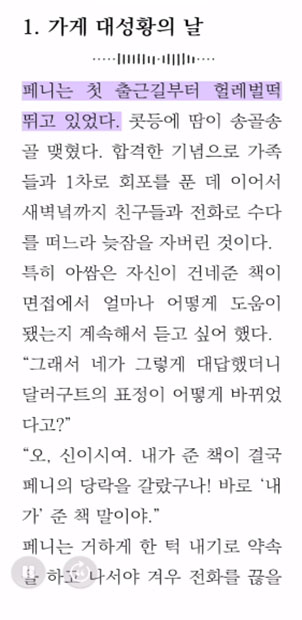 1. 가게 대성황의 날
페니는 첫 출근길부터 헐레벌떡
뛰고 있었다. 콧등에 땀이 송골송
골 맺혔다. 합격한 기념으로 가족
들과 1차로 회포를 푼 데 이어서
새벽녘까지 친구들과 전화로 수다
를 떠느라 늦잠을 자버린 것이다.
특히 아쌈은 자신이 건네준 책이
면접에서 얼마나 어떻게 도움이
됐는지 계속해서 듣고 싶어 했다.
“그래서 네가 그렇게 대답했더니
달러구트의 표정이 어떻게 바뀌었
다고?”
“오, 신이시여. 내가 준 책이 결국
페니의 당락을 갈랐구나! 바로 ‘내
가’ 준 책 말이야.”
페니는 거하게 한 턱 내기로 약속
을 하고 나서야 겨우 전화를 끊을